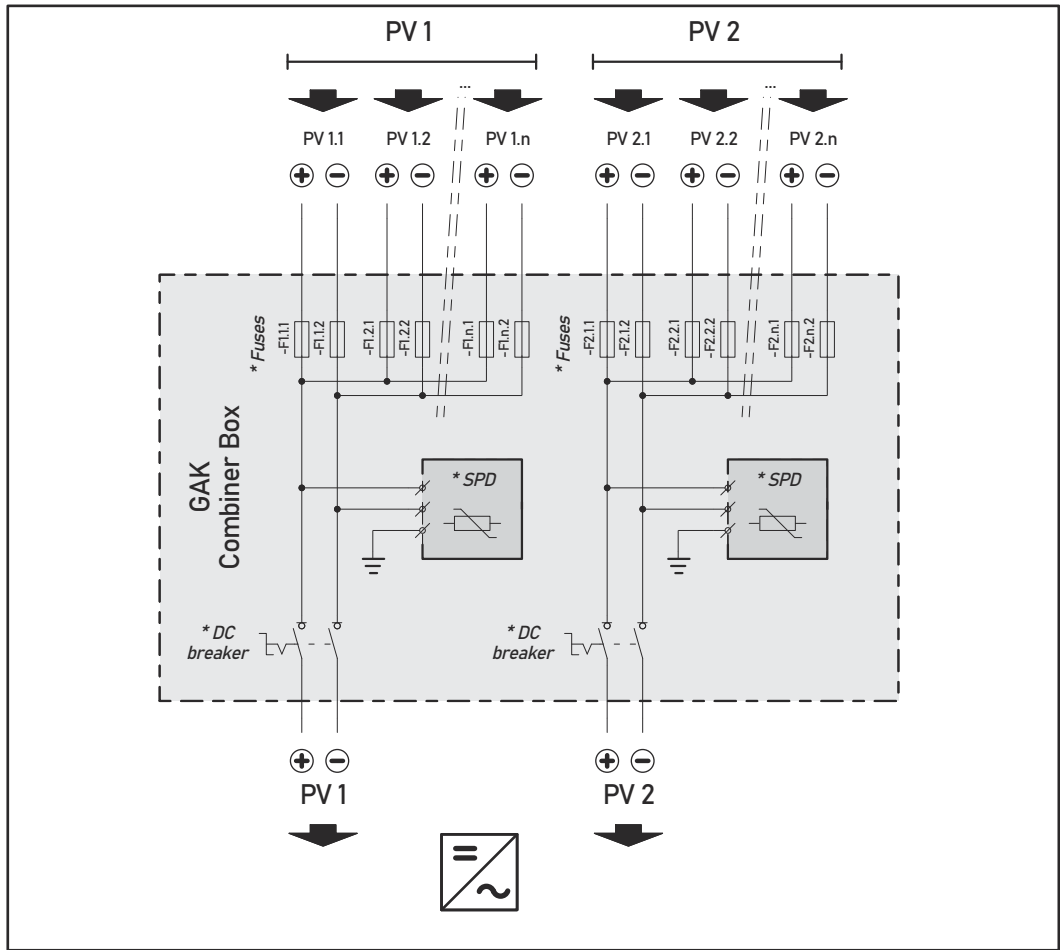 PV 1
PV 2
...
...
PV 1.1
PV 1.2
PV 1.n
PV 2.1
PV 2.2
PV 2.n
* Fuses
-F1.1.1
-F1.1.2
-F1.2.1
-F1.2.2
-F1.n.1
-F1.n.2
* Fuses
-F2.1.1
-F2.1.2
-F2.2.1
-F2.2.2
-F2.n.1
-F2.n.2
GAK
Combiner Box
* SPD
* SPD
* DC
breaker
* DC
breaker
PV 1
PV 2